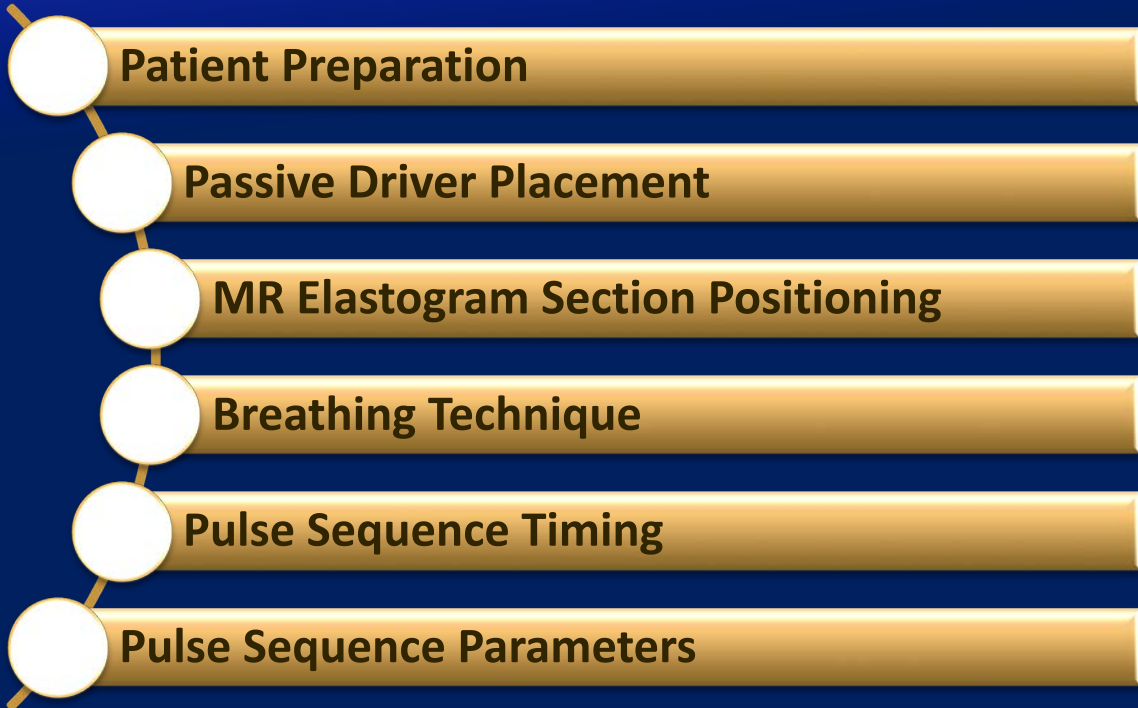 Patient Preparation
Passive Driver Placement
MR Elastogram Section Positioning
Breathing Technique
Pulse Sequence Timing
Pulse Sequence Parameters